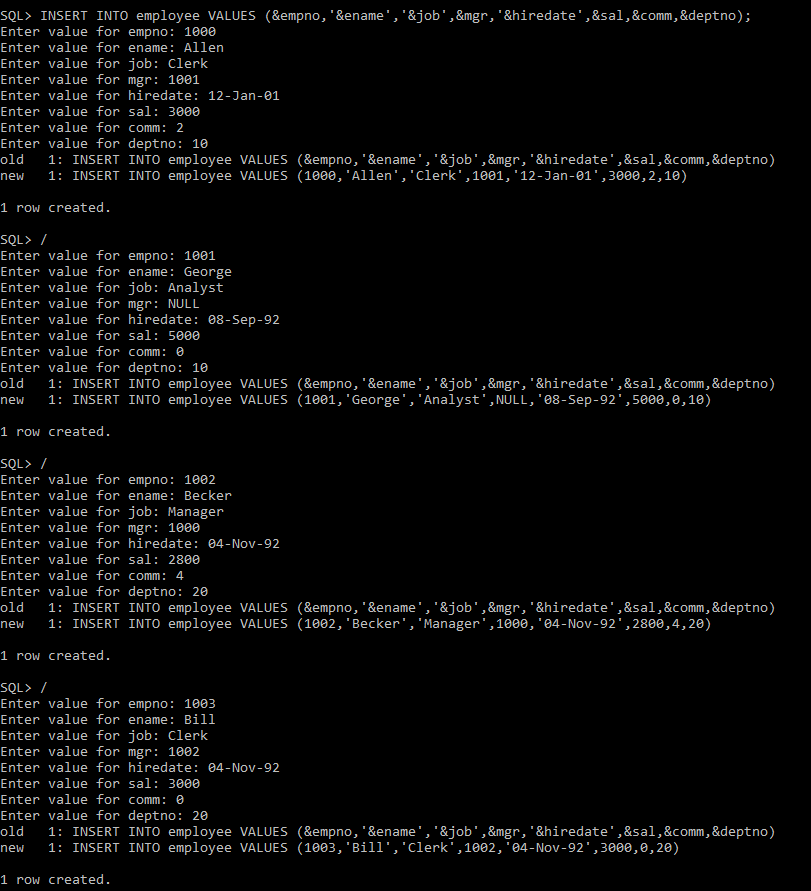 SQL> INSERT INTO employee VALUES (&empno,'&ename','&job',&mgr,'&hiredate',&sal,&comm,&deptno);
Enter value for empno: 1000
Enter value for ename: Allen
Enter value for job: Clerk
Enter value for mgr: 1001
Enter value for hiredate: 12-Jan-01
Enter value for sal: 3000
Enter value for comm: 2
Enter value for deptno: 10
old   1: INSERT INTO employee VALUES (&empno,'&ename','&job',&mgr,'&hiredate',&sal,&comm,&deptno)
new   1: INSERT INTO employee VALUES (1000,'Allen','Clerk',1001,'12-Jan-01',3000,2,10)

1 row created.

SQL> /
Enter value for empno: 1001
Enter value for ename: George
Enter value for job: Analyst
Enter value for mgr: NULL
Enter value for hiredate: 08-Sep-92
Enter value for sal: 5000
Enter value for comm: 0
Enter value for deptno: 10
old   1: INSERT INTO employee VALUES (&empno,'&ename','&job',&mgr,'&hiredate',&sal,&comm,&deptno)
new   1: INSERT INTO employee VALUES (1001,'George','Analyst',NULL,'08-Sep-92',5000,0,10)

1 row created.

SQL> /
Enter value for empno: 1002
Enter value for ename: Becker
Enter value for job: Manager
Enter value for mgr: 1000
Enter value for hiredate: 04-Nov-92
Enter value for sal: 2800
Enter value for comm: 4
Enter value for deptno: 20
old   1: INSERT INTO employee VALUES (&empno,'&ename','&job',&mgr,'&hiredate',&sal,&comm,&deptno)
new   1: INSERT INTO employee VALUES (1002,'Becker','Manager',1000,'04-Nov-92',2800,4,20)

1 row created.

SQL> /
Enter value for empno: 1003
Enter value for ename: Bill
Enter value for job: Clerk
Enter value for mgr: 1002
Enter value for hiredate: 04-Nov-92
Enter value for sal: 3000
Enter value for comm: 0
Enter value for deptno: 20
old   1: INSERT INTO employee VALUES (&empno,'&ename','&job',&mgr,'&hiredate',&sal,&comm,&deptno)
new   1: INSERT INTO employee VALUES (1003,'Bill','Clerk',1002,'04-Nov-92',3000,0,20)

1 row created.